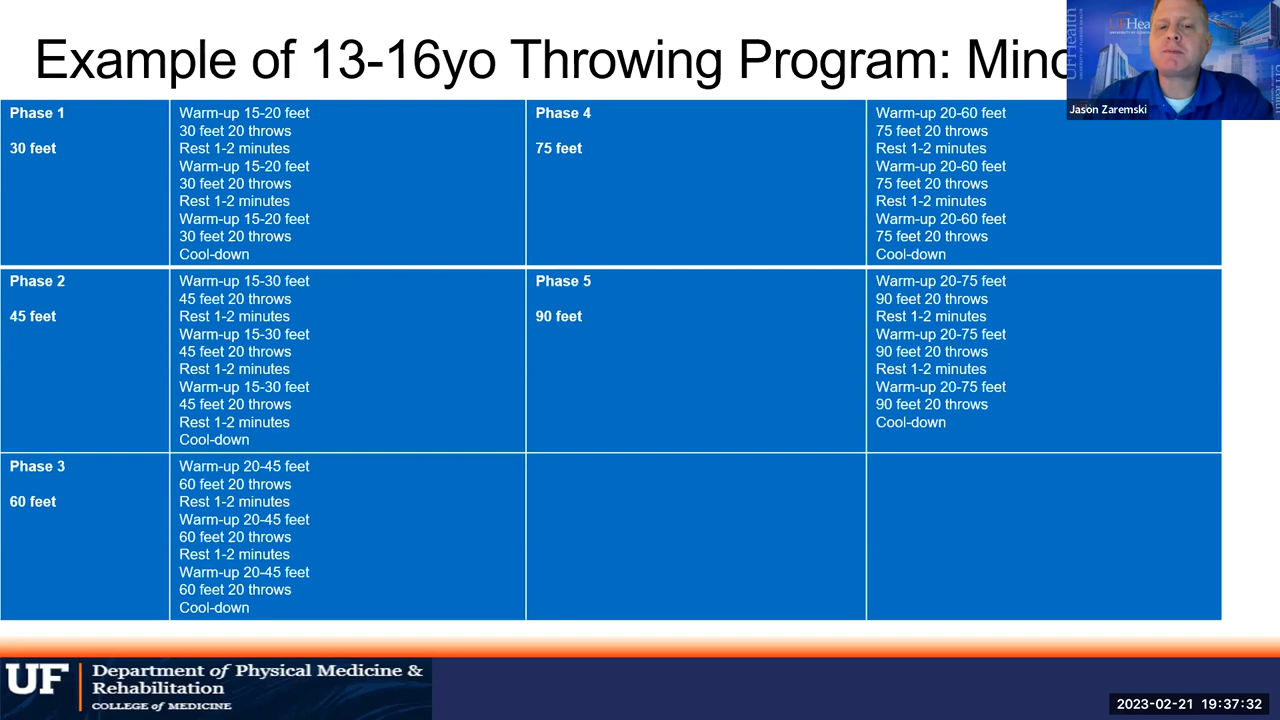 Example of 13-16yo Throwing Program:
UFHealth
Jason Zaremski
Phase 1
30 feet
Warm-up 15-20 feet
30 feet 20 throws
Rest 1-2 minutes
Warm-up 15-20 feet
30 feet 20 throws
Rest 1-2 minutes
Warm-up 15-20 feet
30 feet 20 throws
Cool-down
Phase 4
75 feet
Warm-up 20-60 feet
75 feet 20 throws
Rest 1-2 minutes
Warm-up 20-60 feet
75 feet 20 throws
Rest 1-2 minutes
Warm-up 20-60 feet
75 feet 20 throws
Cool-down
Phase 2
45 feet
Warm-up 15-30 feet
45 feet 20 throws
Rest 1-2 minutes
Warm-up 15-30 feet
45 feet 20 throws
Rest 1-2 minutes
Warm-up 15-30 feet
45 feet 20 throws
Rest 1-2 minutes
Cool-down
Phase 5
90 feet
Warm-up 20-75 feet
90 feet 20 throws
Rest 1-2 minutes
Warm-up 20-75 feet
90 feet 20 throws
Rest 1-2 minutes
Warm-up 20-75 feet
90 feet 20 throws
Cool-down
Phase 3
60 feet
Warm-up 20-45 feet
60 feet 20 throws
Rest 1-2 minutes
Warm-up 20-45 feet
60 feet 20 throws
Rest 1-2 minutes
Warm-up 20-45 feet
60 feet 20 throws
Cool-down
UF
Department of Physical Medicine &
Rehabilitation
COLLEGE of MEDICINE
2023-02-21 19:37:32